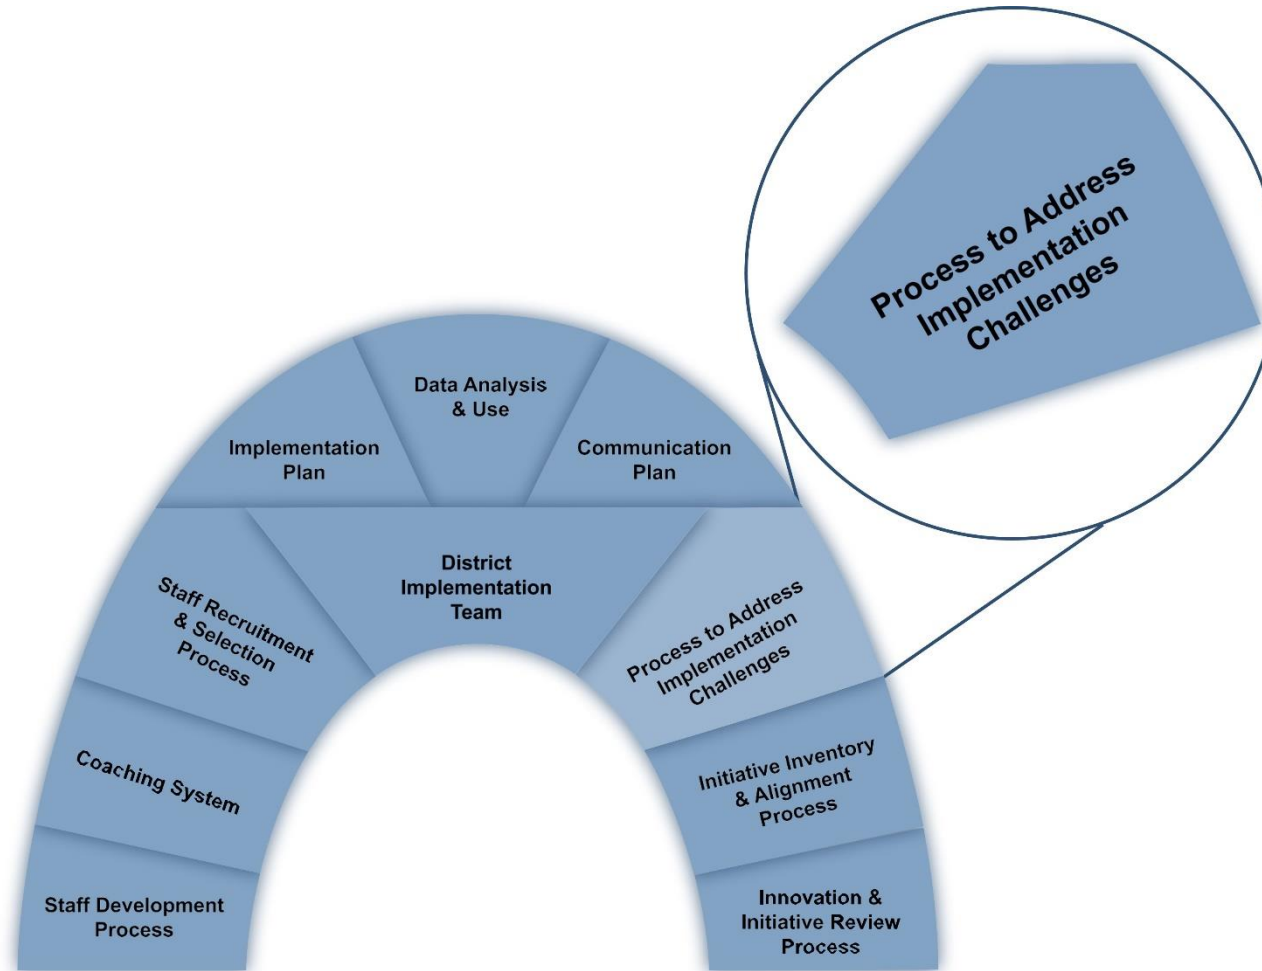 Process to Address
Implementation
Challenges
Data Analysis
& Use
Implementation
Plan
Communication
Plan
District
Implementation
Team
Staff Recruitment
& Selection
Process
Process to Address
Implementation
Challenges
Coaching System
Initiative Inventory
& Alignment
Process
Staff Development
Process
Innovation &
Initiative Review
Process